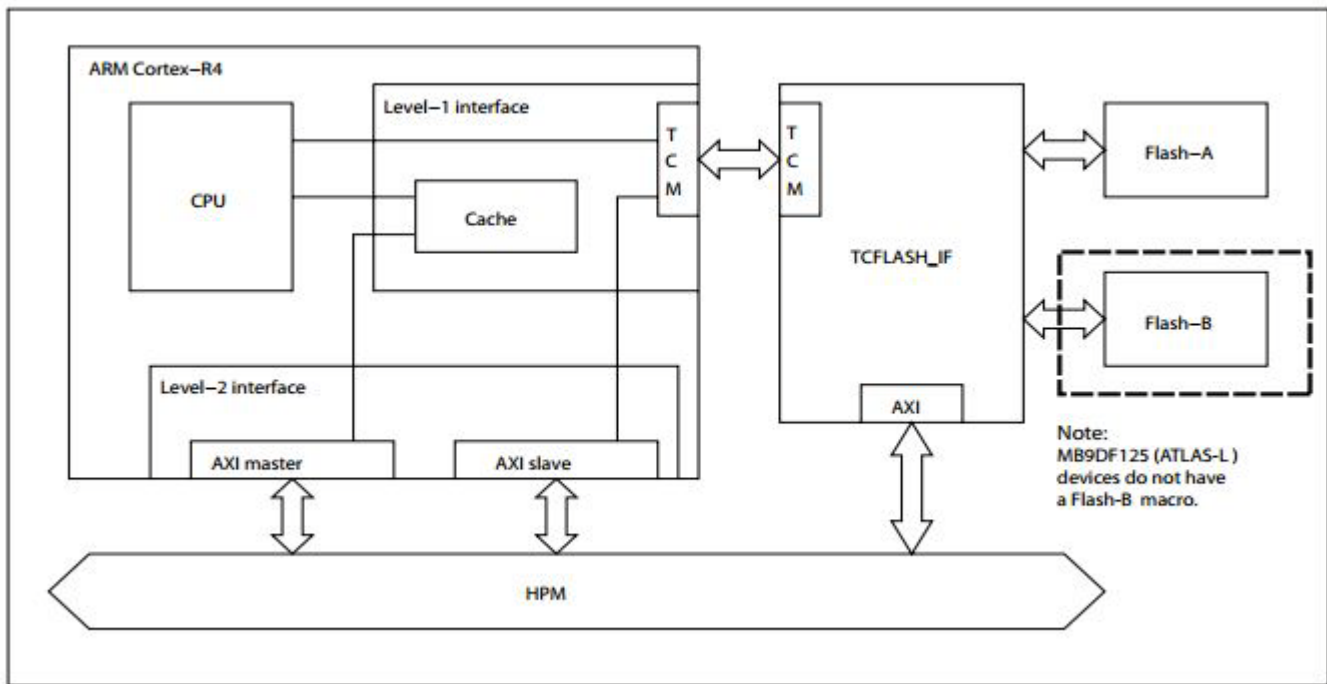 ARM Cortex-R4
Level-1 interface
T
C
M
T
C
M
CPU
Cache
TCFLASH_IF
Flash-A
Flash-B
Level-2 interface
AXI master
AXI slave
AXI
Note:
MB9DF125 (ATLAS-L )
devices do not have
a Flash-B macro.
HPM